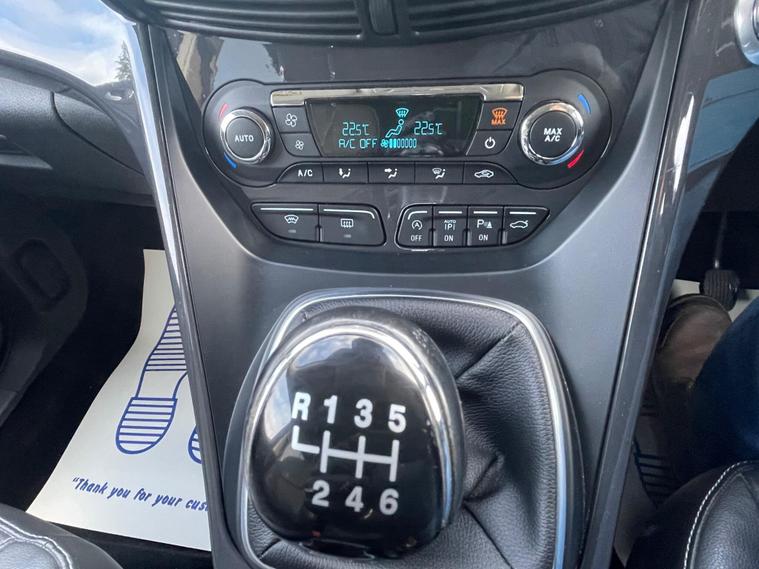 22.5°C 22.5°C
A/C OFF
MAX
AUTO
MAX A/C
A/C
OFF
AUTO
(P)
ON
P
ON
R 1 3 5
2 4 6
"Thank you for your